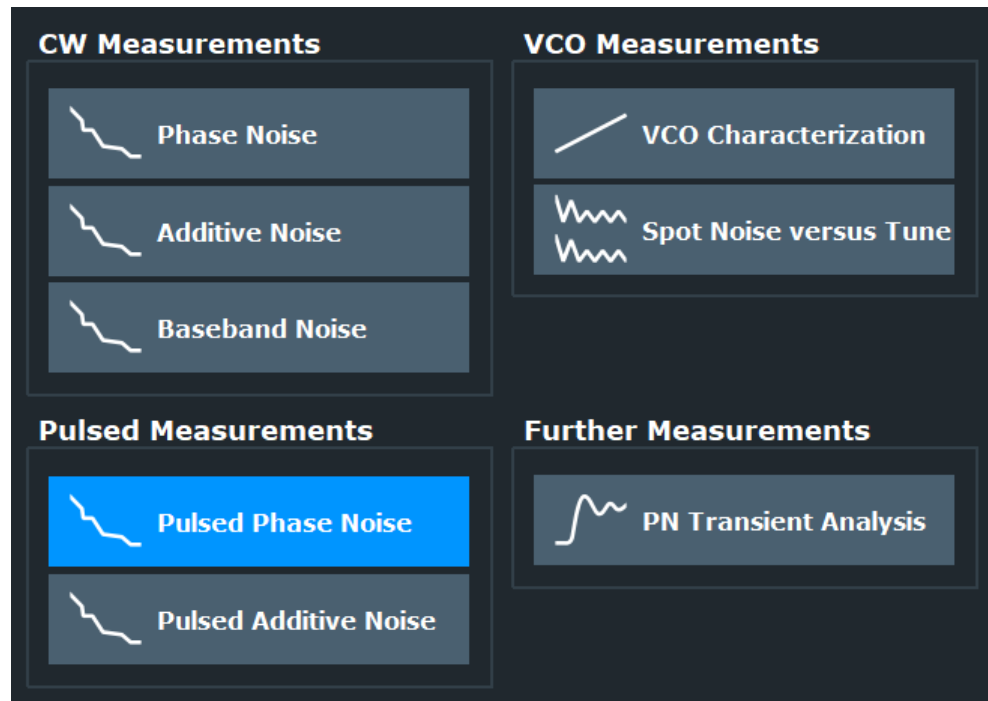 CW Measurements
Phase Noise
Additive Noise
Baseband Noise
VCO Measurements
VCO Characterization
Spot Noise versus Tune
Pulsed Measurements
Pulsed Phase Noise
Pulsed Additive Noise
Further Measurements
PN Transient Analysis